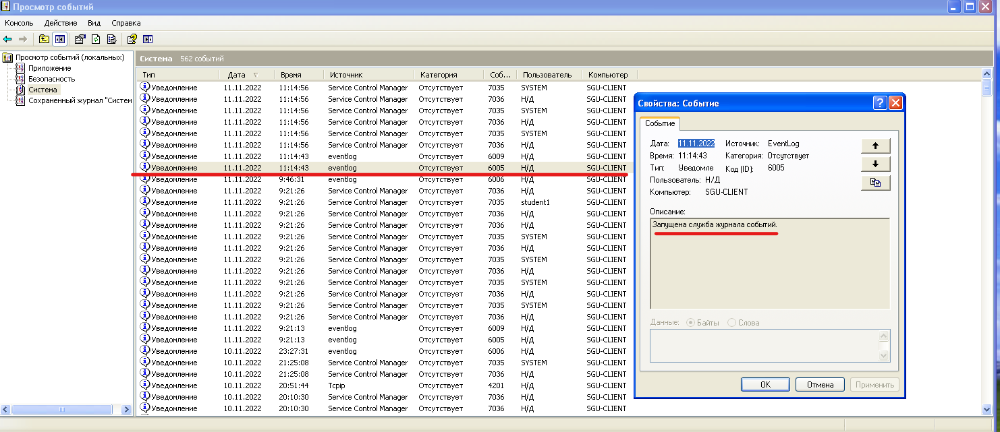 Просмотр событий
Консоль Действие Вид Справка
Просмотр событий (локальных)
Приложение
Безопасность
Система
Сохраненный журнал "Систем
Система 562 событий
Тип Дата Время Источник Категория Соб... Пользователь Компьютер
Уведомление 11.11.2022 11:14:56 Service Control Manager Отсутствует 7035 SYSTEM SGU-CLIENT
Уведомление 11.11.2022 11:14:56 Service Control Manager Отсутствует 7036 Н/Д SGU-CLIENT
Уведомление 11.11.2022 11:14:56 Service Control Manager Отсутствует 7035 SYSTEM SGU-CLIENT
Уведомление 11.11.2022 11:14:56 Service Control Manager Отсутствует 7036 Н/Д SGU-CLIENT
Уведомление 11.11.2022 11:14:56 Service Control Manager Отсутствует 7035 SYSTEM SGU-CLIENT
Уведомление 11.11.2022 11:14:56 Service Control Manager Отсутствует 7036 Н/Д SGU-CLIENT
Уведомление 11.11.2022 11:14:43 eventlog Отсутствует 6009 Н/Д SGU-CLIENT
Уведомление 11.11.2022 11:14:43 eventlog Отсутствует 6005 Н/Д SGU-CLIENT
Уведомление 11.11.2022 9:46:31 eventlog Отсутствует 6006 Н/Д SGU-CLIENT
Уведомление 11.11.2022 9:21:26 Service Control Manager Отсутствует 7036 Н/Д SGU-CLIENT
Уведомление 11.11.2022 9:21:26 Service Control Manager Отсутствует 7035 student1 SGU-CLIENT
Уведомление 11.11.2022 9:21:26 Service Control Manager Отсутствует 7036 Н/Д SGU-CLIENT
Уведомление 11.11.2022 9:21:26 Service Control Manager Отсутствует 7036 Н/Д SGU-CLIENT
Уведомление 11.11.2022 9:21:26 Service Control Manager Отсутствует 7035 SYSTEM SGU-CLIENT
Уведомление 11.11.2022 9:21:26 Service Control Manager Отсутствует 7036 Н/Д SGU-CLIENT
Уведомление 11.11.2022 9:21:26 Service Control Manager Отсутствует 7035 SYSTEM SGU-CLIENT
Уведомление 11.11.2022 9:21:26 Service Control Manager Отсутствует 7036 Н/Д SGU-CLIENT
Уведомление 11.11.2022 9:21:26 Service Control Manager Отсутствует 7035 SYSTEM SGU-CLIENT
Уведомление 11.11.2022 9:21:26 Service Control Manager Отсутствует 7036 Н/Д SGU-CLIENT
Уведомление 11.11.2022 9:21:26 Service Control Manager Отсутствует 7035 SYSTEM SGU-CLIENT
Уведомление 11.11.2022 9:21:26 Service Control Manager Отсутствует 7036 Н/Д SGU-CLIENT
Уведомление 11.11.2022 9:21:13 eventlog Отсутствует 6009 Н/Д SGU-CLIENT
Уведомление 11.11.2022 9:21:13 eventlog Отсутствует 6005 Н/Д SGU-CLIENT
Уведомление 10.11.2022 23:27:31 eventlog Отсутствует 6006 Н/Д SGU-CLIENT
Уведомление 10.11.2022 21:25:08 Service Control Manager Отсутствует 7035 SYSTEM SGU-CLIENT
Уведомление 10.11.2022 21:25:08 Service Control Manager Отсутствует 7036 Н/Д SGU-CLIENT
Уведомление 10.11.2022 20:51:44 Tcpip Отсутствует 4201 Н/Д SGU-CLIENT
Уведомление 10.11.2022 20:10:30 Service Control Manager Отсутствует 7036 Н/Д SGU-CLIENT
Уведомление 10.11.2022 20:10:30 Service Control Manager Отсутствует 7036 Н/Д SGU-CLIENT
Свойства: Событие
Событие
Дата: 11.11.2022 Источник: EventLog
Время: 11:14:43 Категория: Отсутствует
Тип: Уведомле Код (ID): 6005
Пользователь: Н/Д
Компьютер: SGU-CLIENT
Описание:
Запущена служба журнала событий.
Данные: Байты Слова
ОК Отмена Применить